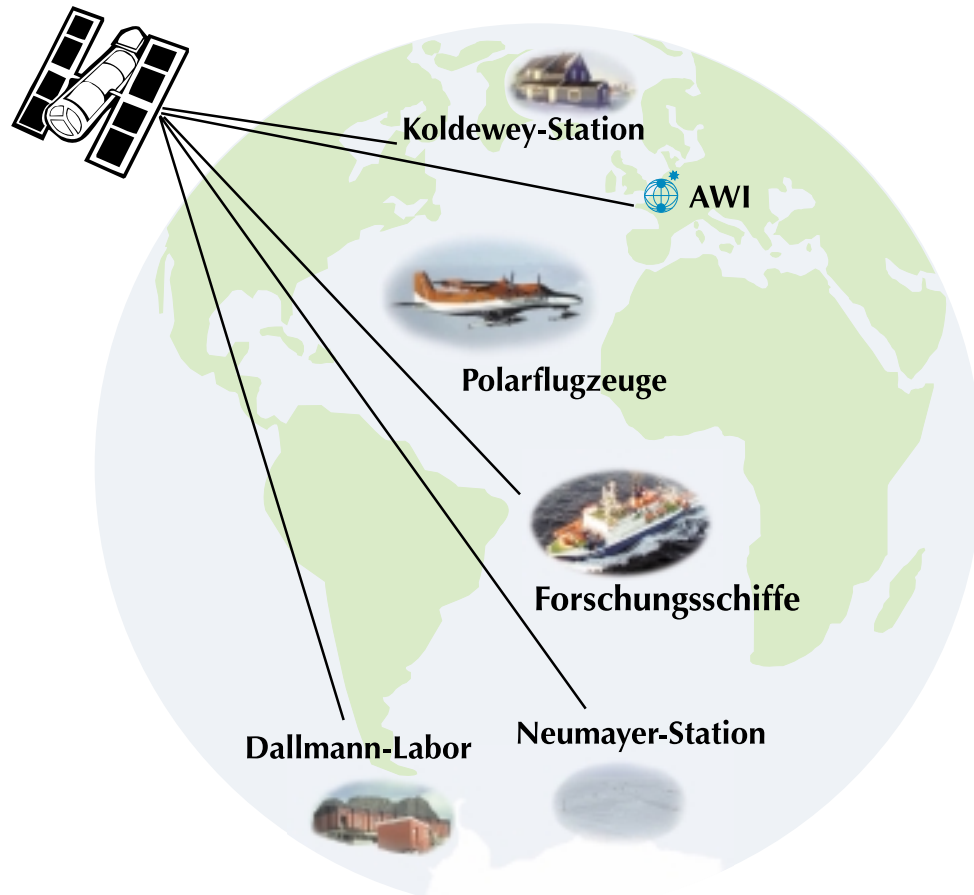 Koldewey-Station
AWI
Polarflugzeuge
Forschungsschiffe
Neumayer-Station
Dallmann-Labor